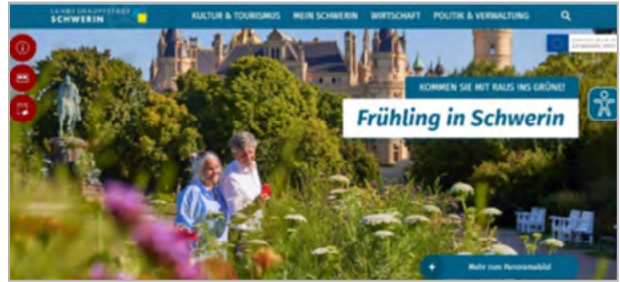 LANDESHAUPTSTADT
SCHWERIN
KULTUR & TOURISMUS MEIN SCHWERIN WIRTSCHAFT POLITIK & VERWALTUNG
KOMMEN SIE MIT RAUS INS GRÜNE!
Frühling in Schwerin
+ Mehr zum Panoramabild